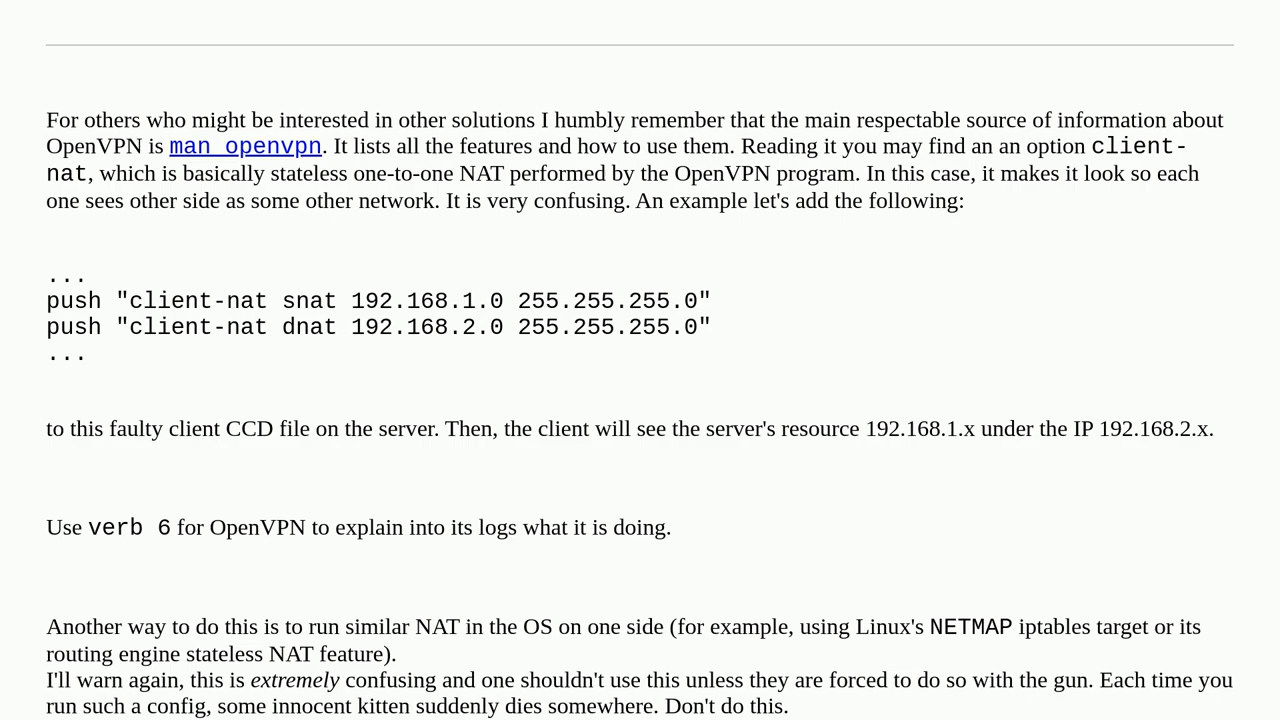 For others who might be interested in other solutions I humbly remember that the main respectable source of information about
OpenVPN is man openvpn. It lists all the features and how to use them. Reading it you may find an an option client-
nat, which is basically stateless one-to-one NAT performed by the OpenVPN program. In this case, it makes it look so each
one sees other side as some other network. It is very confusing. An example let's add the following:
...
push "client-nat snat 192.168.1.0 255.255.255.0"
push "client-nat dnat 192.168.2.0 255.255.255.0"
...
to this faulty client CCD file on the server. Then, the client will see the server's resource 192.168.1.x under the IP 192.168.2.x.
Use verb 6 for OpenVPN to explain into its logs what it is doing.
Another way to do this is to run similar NAT in the OS on one side (for example, using Linux's NETMAP iptables target or its
routing engine stateless NAT feature).
I'll warn again, this is extremely confusing and one shouldn't use this unless they are forced to do so with the gun. Each time you
run such a config, some innocent kitten suddenly dies somewhere. Don't do this.